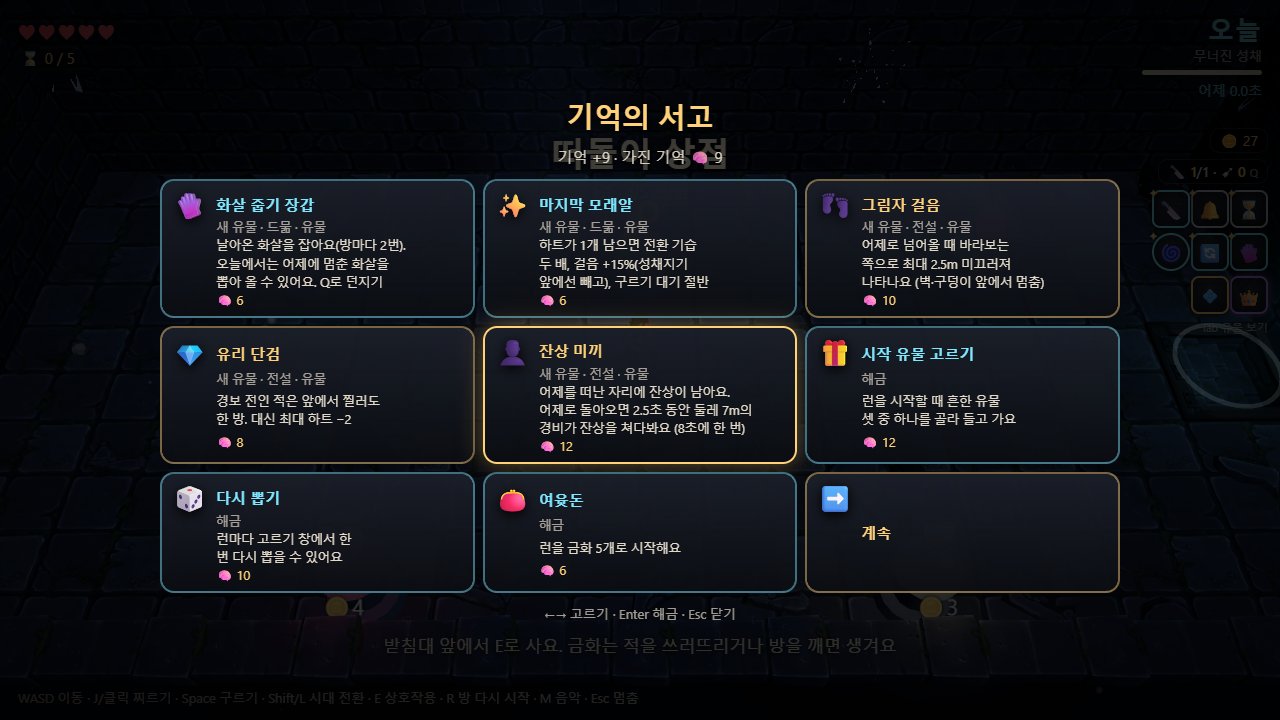 0 / 5
오늘
무너진 성채
어제 0.0초
27
1/1 · 0 Q
Tab 유물 보기
기억의 서고
떠돌이 상점
기억 +9 · 가진 기억 9
화살 줍기 장갑
새 유물 · 드묾 · 유물
날아온 화살을 잡아요(방마다 2번).
오늘에서는 어제에 멈춘 화살을
뽑아 올 수 있어요. Q로 던지기
6
마지막 모래알
새 유물 · 드묾 · 유물
하트가 1개 남으면 전환 기습
두 배, 걸음 +15%(성채지기
앞에선 빼고), 구르기 대기 절반
6
그림자 걸음
새 유물 · 전설 · 유물
어제로 넘어올 때 바라보는
쪽으로 최대 2.5m 미끄러져
나타나요 (벽·구덩이 앞에서 멈춤)
10
유리 단검
새 유물 · 전설 · 유물
경보 전인 적은 앞에서 찔러도
한 방. 대신 최대 하트 −2
8
잔상 미끼
새 유물 · 전설 · 유물
어제를 떠난 자리에 잔상이 남아요.
어제로 돌아오면 2.5초 동안 둘레 7m의
경비가 잔상을 쳐다봐요 (8초에 한 번)
12
시작 유물 고르기
해금
런을 시작할 때 흔한 유물
셋 중 하나를 골라 들고 가요
12
다시 뽑기
해금
런마다 고르기 창에서 한
번 다시 뽑을 수 있어요
10
여윳돈
해금
런을 금화 5개로 시작해요
6
계속
4
3
←→ 고르기 · Enter 해금 · Esc 닫기
받침대 앞에서 E로 사요. 금화는 적을 쓰러뜨리거나 방을 깨면 생겨요
WASD 이동 · J/클릭 찌르기 · Space 구르기 · Shift/L 시대 전환 · E 상호작용 · R 방 다시 시작 · M 음악 · Esc 멈춤